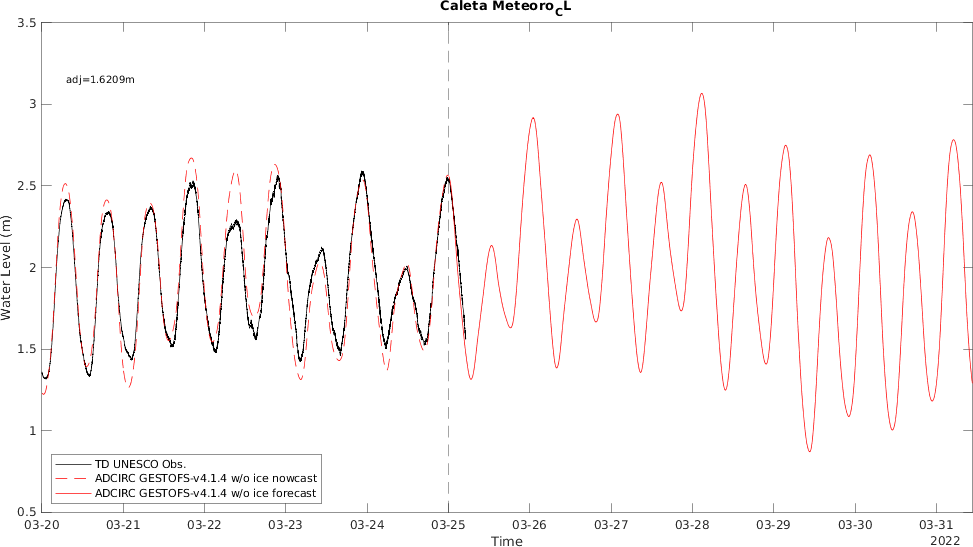 Caleta Meteoro_CL
3.5
adj=1.6209m
3
2.5
2
Water Level (m)
1.5
1
TD UNESCO Obs.
ADCIRC GESTOFS-v4.1.4 w/o ice nowcast
ADCIRC GESTOFS-v4.1.4 w/o ice forecast
0.5
03-20 03-21 03-22 03-23 03-24 03-25 03-26 03-27 03-28 03-29 03-30 03-31
Time
2022